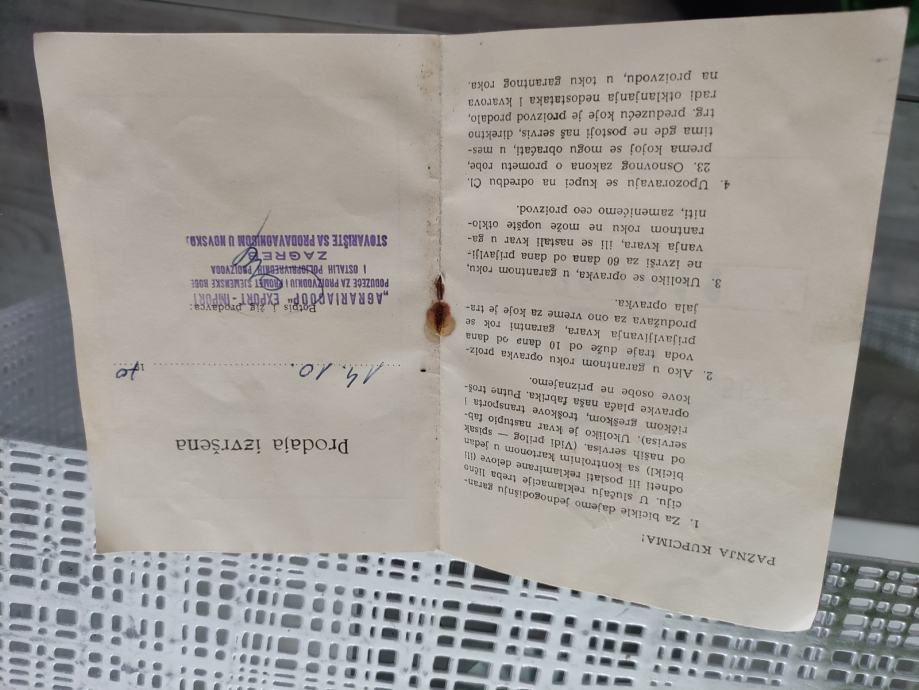 PAŽNJA KUPCIMA!
1. Za bicikle dajemo jednogodišnju garan-
ciju. U slučaju reklamacije treba lično
odneti ili poslati reklamirane delove (ili
bicikl) sa kontrolnim kartonom u jedan
od naših servisa. (Vidi prilog — spisak
servisa). Ukoliko je kvar nastupio fab-
ričkom greškom, troškove transporta i
opravke plaća naša fabrika. Putne troš-
kove osobe ne priznajemo.
2. Ako u garantnom roku opravka proiz-
voda traje duže od 10 dana od dana
prijavljivanja kvara, garantni rok se
produžava za ono vreme za koje je tra-
jala opravka.
3. Ukoliko se opravka, u garantnom roku,
ne izvrši za 60 dana od dana prijavlji-
vanja kvara, ili se nastali kvar u ga-
rantnom roku ne može uopšte otklo-
niti, zamenićemo ceo proizvod.
4. Upozoravaju se kupci na odredbu Čl.
23. Osnovnog zakona o prometu robe,
prema kojoj se mogu obraćati, u mes-
tima gde ne postoji naš servis, direktno
trg. preduzeću koje je proizvod prodalo,
radi otklanjanja nedostataka i kvarova
na proizvodu, u toku garantnog roka.
Prodaja izvršena
14. 10. 1970
Potpis i žig prodavca:
„AGRARIACOOP" EXPORT - IMPORT
PODUZEĆE ZA PROIZVODNJU I PROMET SJEMENSKE ROBE
I OSTALIH POLJOPRIVREDNIH PROIZVODA
ZAGREB
STOVARIŠTE SA PRODAVAONICOM U NOVSKOJ